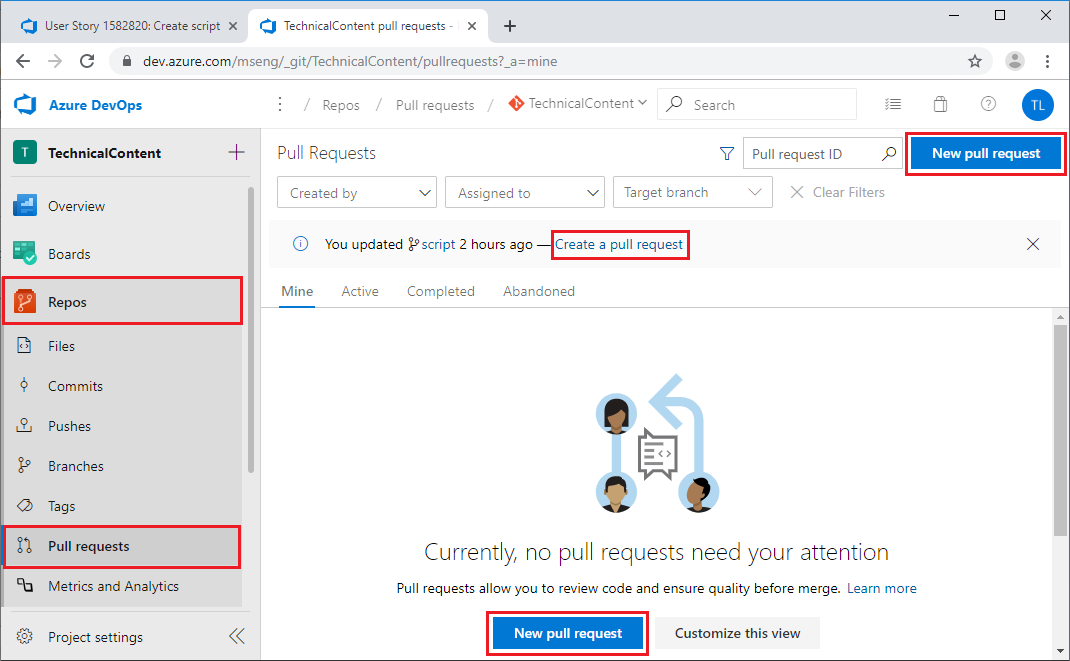 User Story 1582820: Create script
TechnicalContent pull requests -
dev.azure.com/mseng/_git/TechnicalContent/pullrequests?_a=mine
Azure DevOps
/ Repos / Pull requests / TechnicalContent
Search
TL
T TechnicalContent
Overview
Boards
Repos
Files
Commits
Pushes
Branches
Tags
Pull requests
Metrics and Analytics
Project settings
Pull Requests
Pull request ID
New pull request
Created by
Assigned to
Target branch
Clear Filters
You updated script 2 hours ago — Create a pull request
Mine Active Completed Abandoned
Currently, no pull requests need your attention
Pull requests allow you to review code and ensure quality before merge. Learn more
New pull request
Customize this view